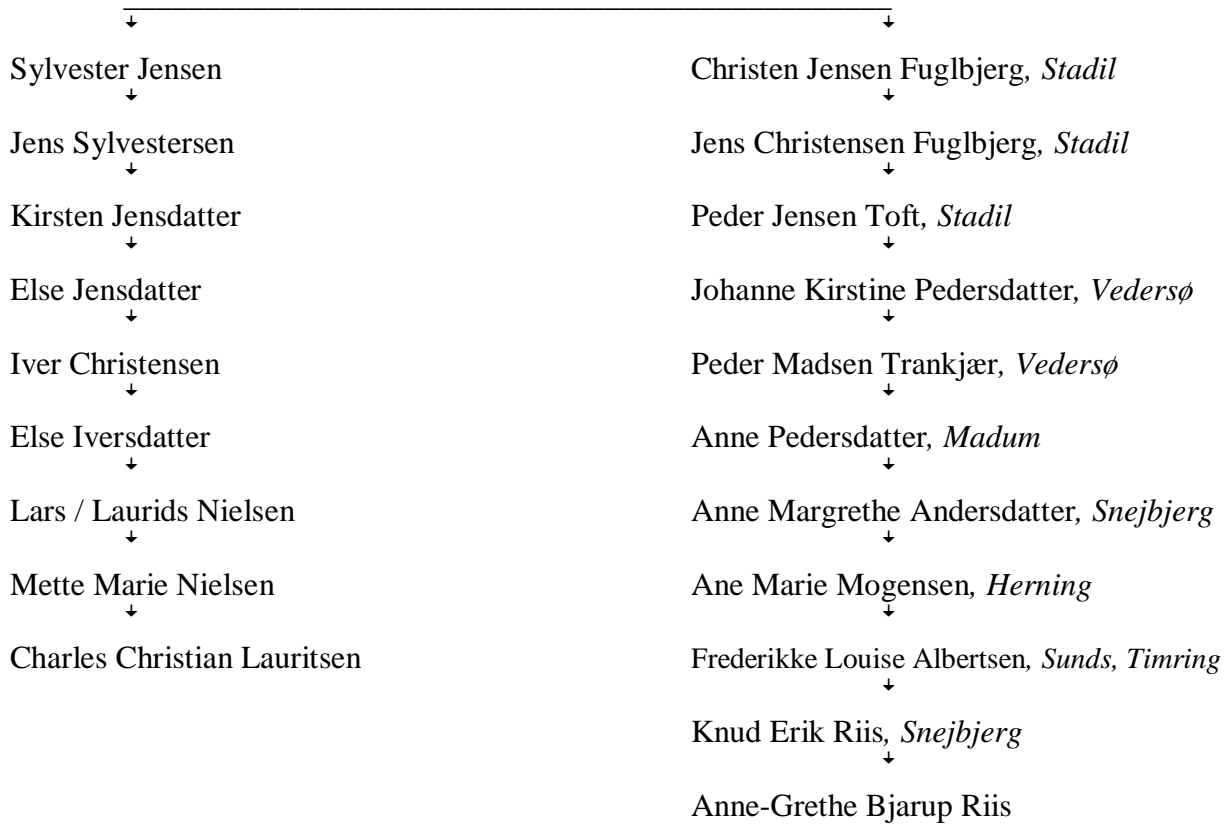 Sylvester Jensen
Christen Jensen Fuglbjerg, Stadil
Jens Sylvestersen
Jens Christensen Fuglbjerg, Stadil
Kirsten Jensdatter
Peder Jensen Toft, Stadil
Else Jensdatter
Johanne Kirstine Pedersdatter, Vedersø
Iver Christensen
Peder Madsen Trankjær, Vedersø
Else Iversdatter
Anne Pedersdatter, Madum
Lars / Laurids Nielsen
Anne Margrethe Andersdatter, Snejbjerg
Mette Marie Nielsen
Ane Marie Mogensen, Herning
Charles Christian Lauritsen
Frederikke Louise Albertsen, Sunds, Timring
Knud Erik Riis, Snejbjerg
Anne-Grethe Bjarup Riis